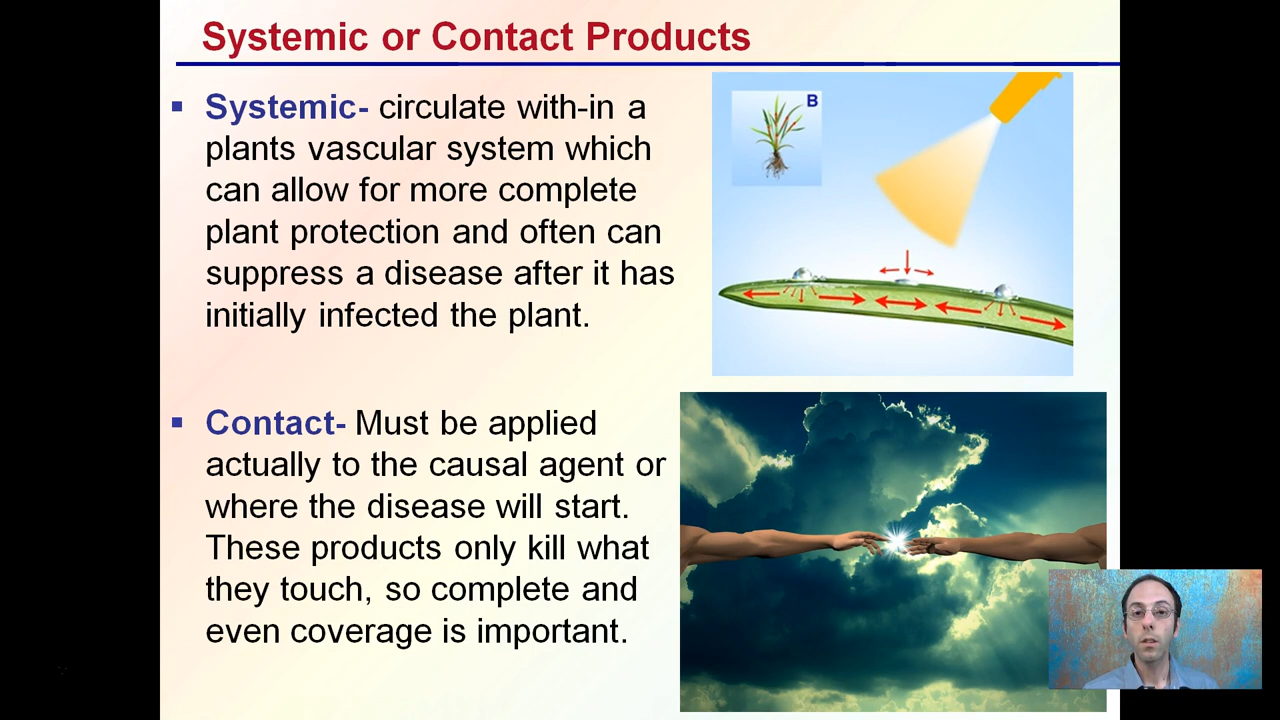 Systemic or Contact Products
▪ Systemic- circulate with-in a
plants vascular system which
can allow for more complete
plant protection and often can
suppress a disease after it has
initially infected the plant.
B
▪ Contact- Must be applied
actually to the causal agent or
where the disease will start.
These products only kill what
they touch, so complete and
even coverage is important.